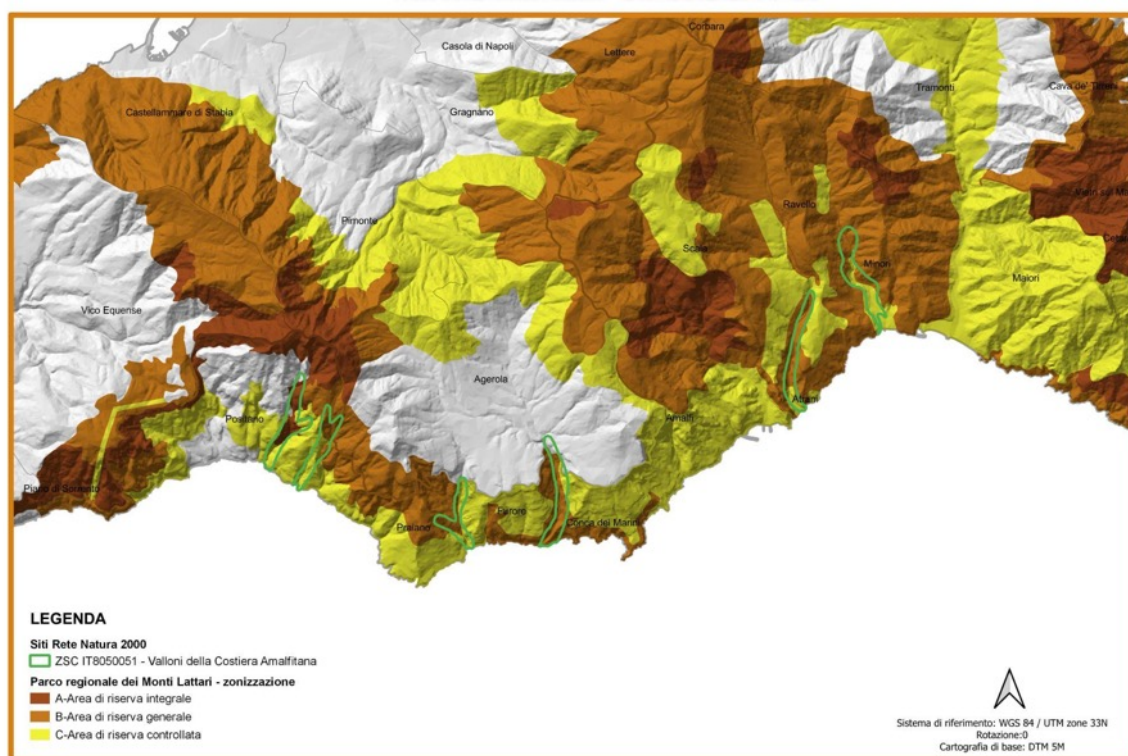 Corbara
Casola di Napoli
Lettere
Tramonti
Cava de' Tirreni
Castellammare di Stabia
Gragnano
Pimonte
Ravello
Scala
Minori
Maiori
Vico Equense
Agerola
Atrani
Amalfi
Positano
Piano di Sorrento
Praiano
Furore
Conca dei Marini
LEGENDA
Siti Rete Natura 2000
ZSC IT8050051 - Valloni della Costiera Amalfitana
Parco regionale dei Monti Lattari - zonizzazione
A-Area di riserva integrale
B-Area di riserva generale
C-Area di riserva controllata
Sistema di riferimento: WGS 84 / UTM zone 33N
Rotazione:0
Cartografia di base: DTM 5M